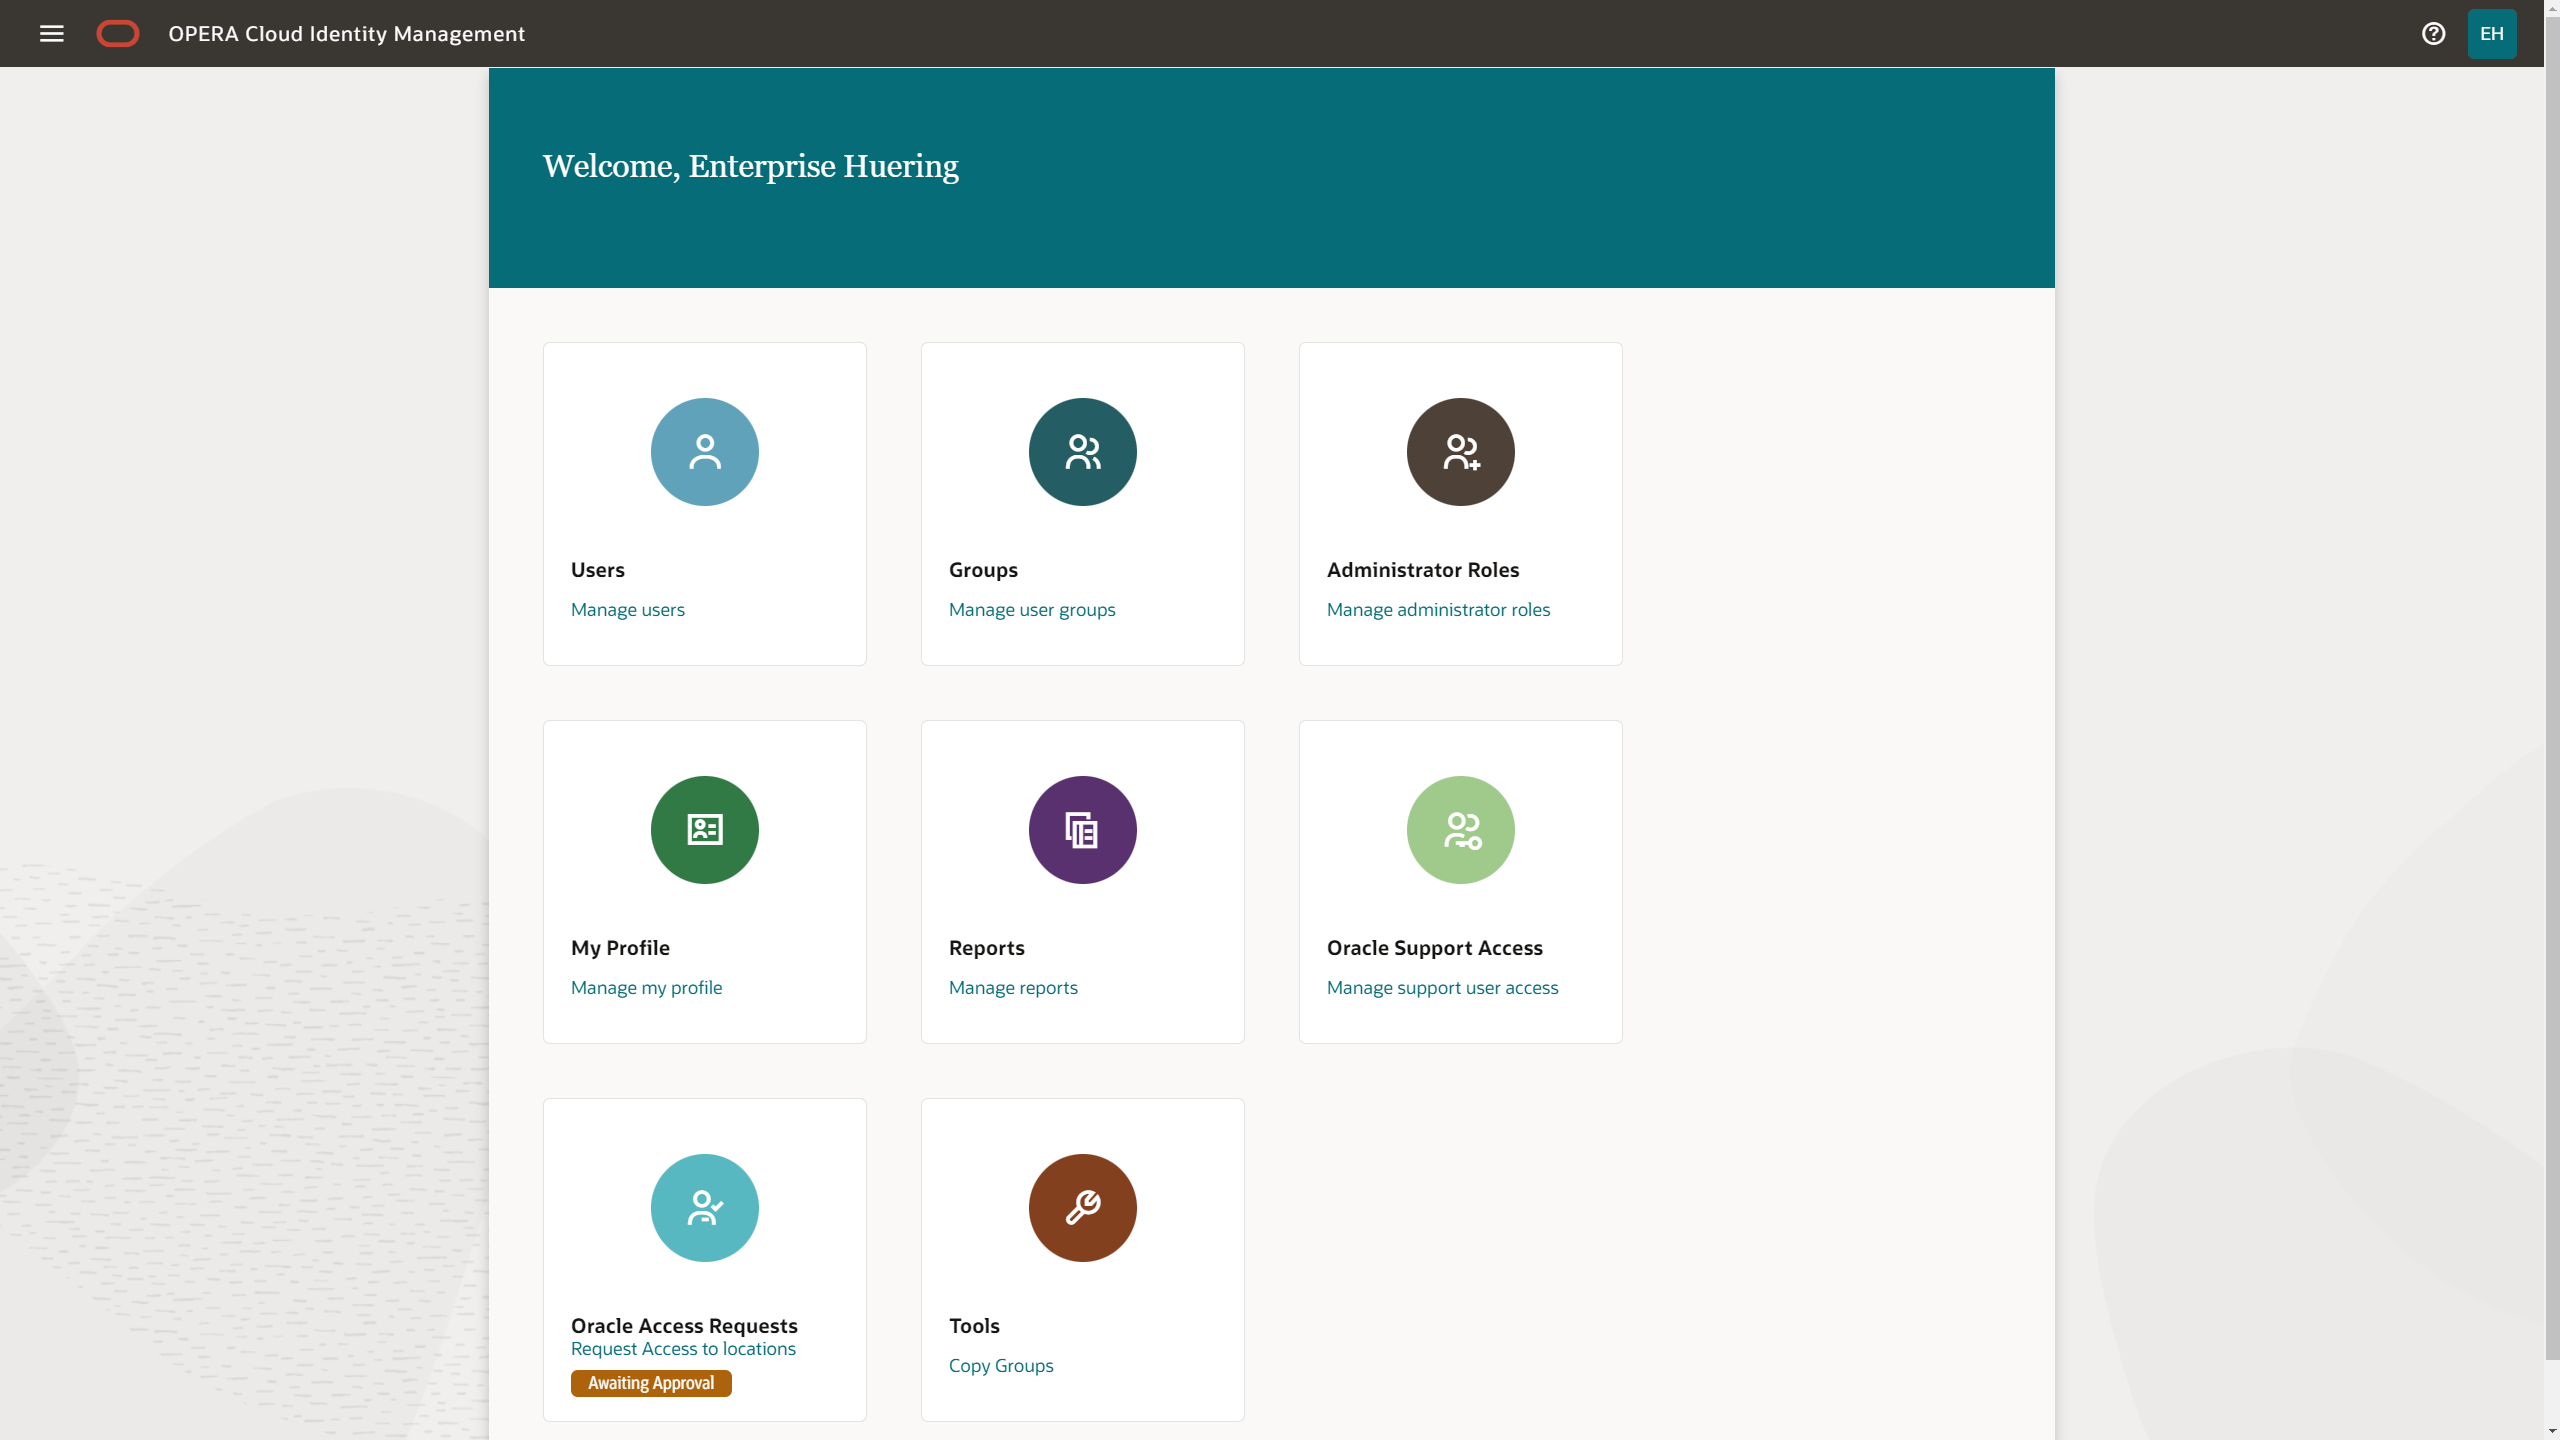 OPERA Cloud Identity Management
EH
Welcome, Enterprise Huering
Users
Manage users
Groups
Manage user groups
Administrator Roles
Manage administrator roles
My Profile
Manage my profile
Reports
Manage reports
Oracle Support Access
Manage support user access
Oracle Access Requests
Request Access to locations
Awaiting Approval
Tools
Copy Groups